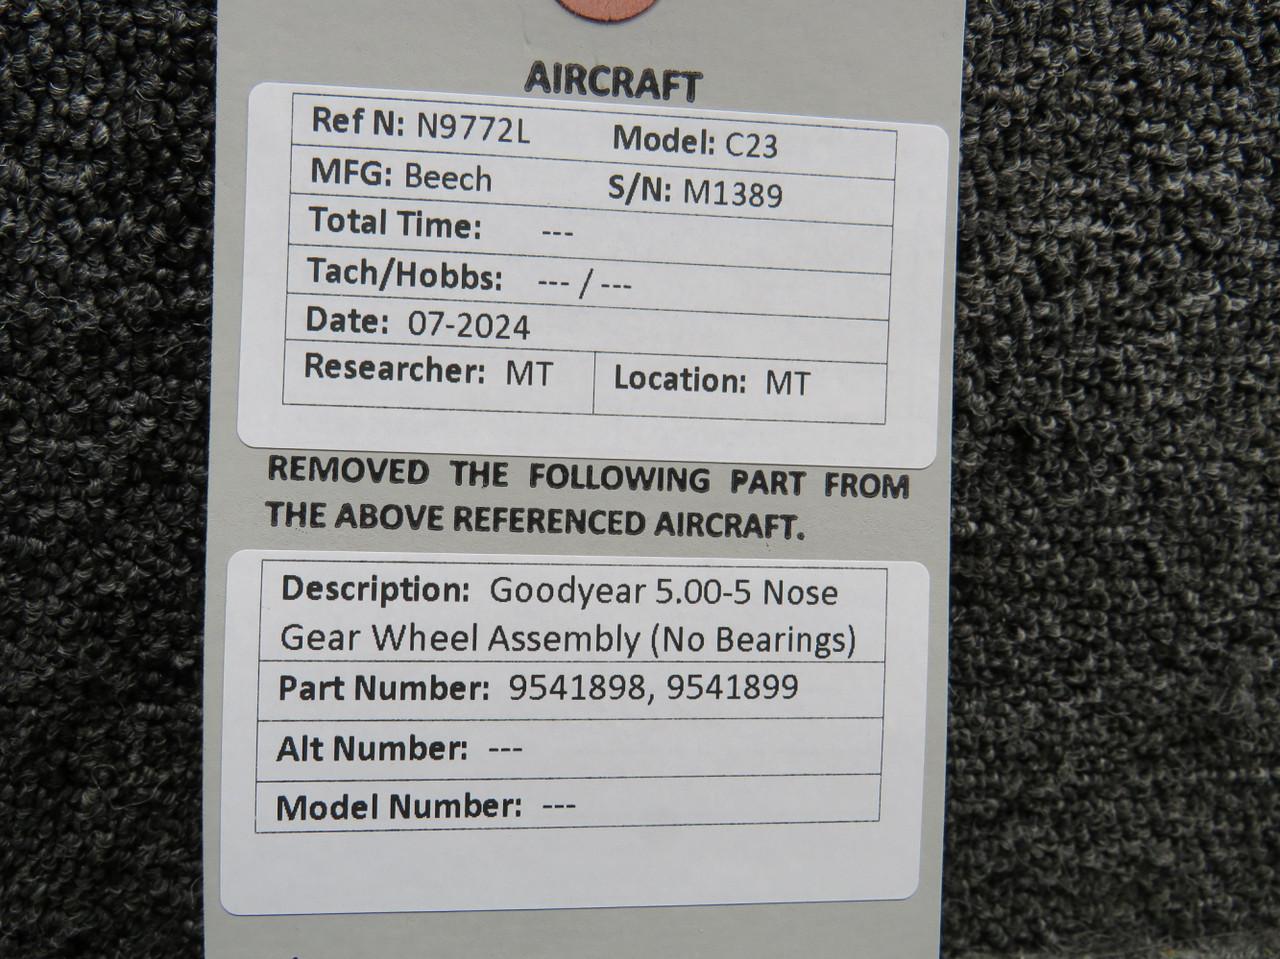 AIRCRAFT
Ref N: N9772L Model: C23
MFG: Beech S/N: M1389
Total Time: ---
Tach/Hobbs: --- / ---
Date: 07-2024
Researcher: MT Location: MT
REMOVED THE FOLLOWING PART FROM
THE ABOVE REFERENCED AIRCRAFT.
Description: Goodyear 5.00-5 Nose
Gear Wheel Assembly (No Bearings)
Part Number: 9541898, 9541899
Alt Number: ---
Model Number: ---